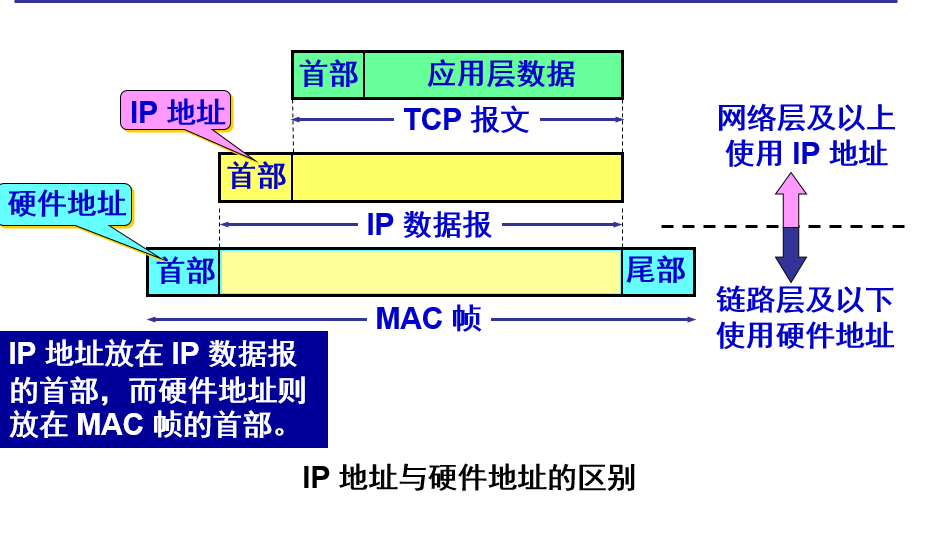 首部
应用层数据
IP 地址
TCP 报文
网络层及以上
使用 IP 地址
首部
硬件地址
IP 数据报
首部
尾部
MAC 帧
链路层及以下
使用硬件地址
IP 地址放在 IP 数据报
的首部，而硬件地址则
放在 MAC 帧的首部。
IP 地址与硬件地址的区别